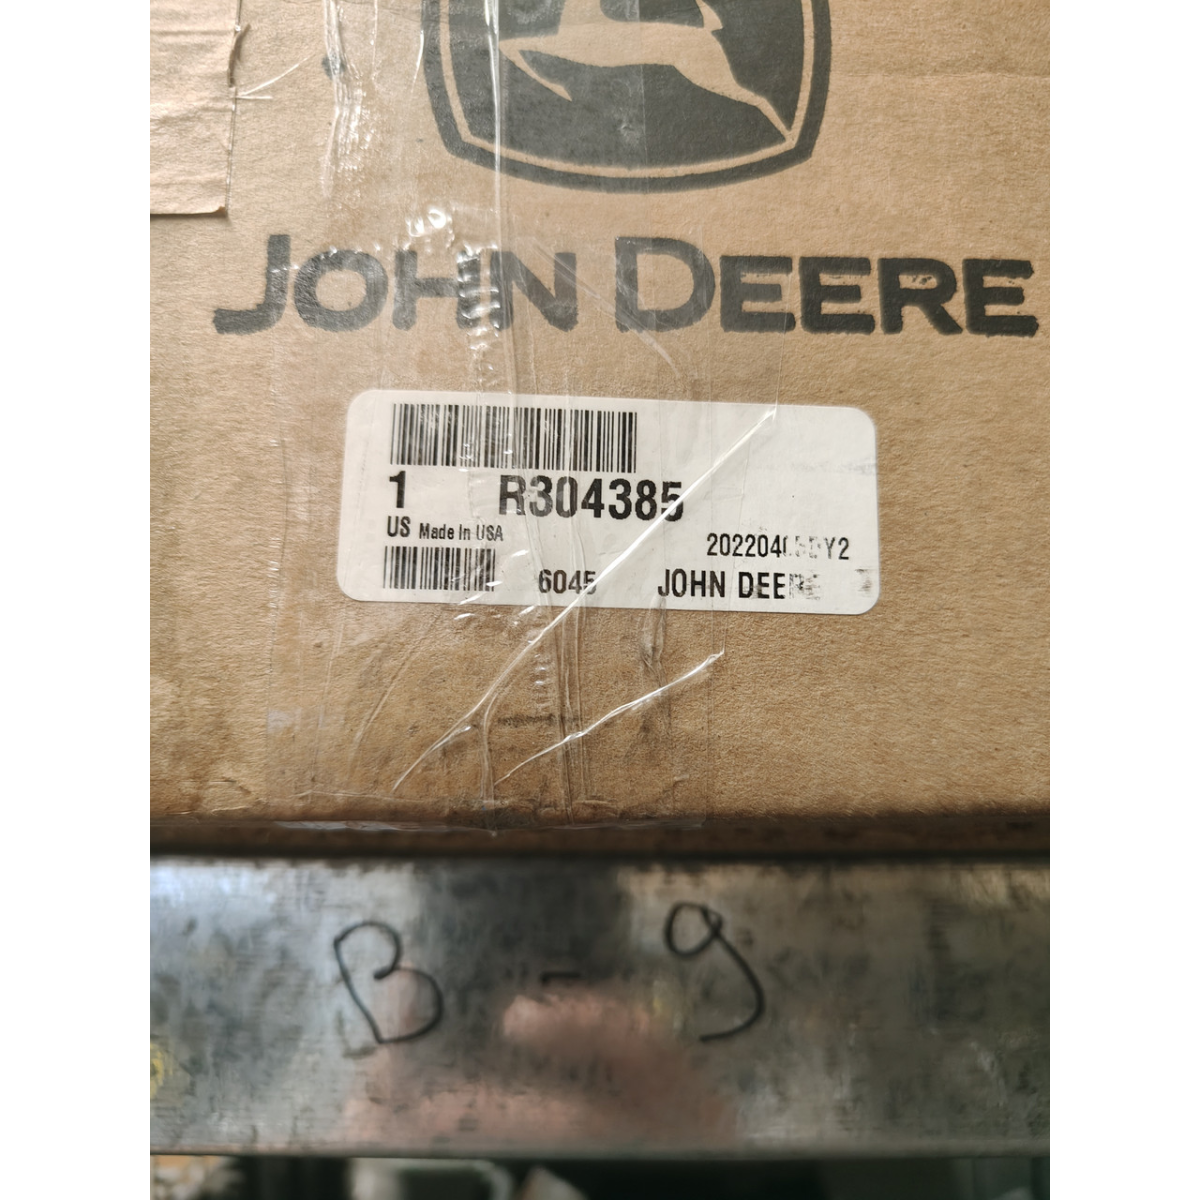 JOHN DEERE
1 R304385
US Made In USA
6045 JOHN DEERE
B - 9